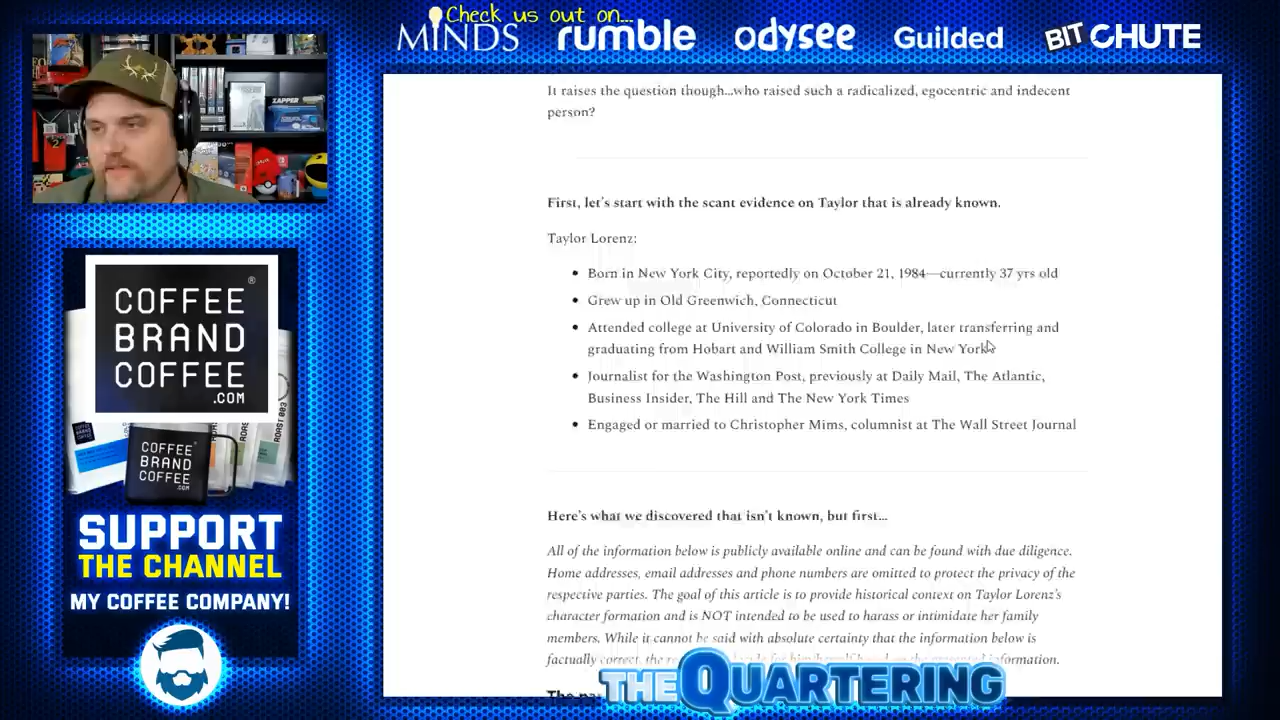 Check us out on...
MINDS rumble odysee Guilded BITCHUTE
ZAPPER
It raises the question though...who raised such a radicalized, egocentric and indecent
person?
First, let's start with the scant evidence on Taylor that is already known.
Taylor Lorenz:
• Born in New York City, reportedly on October 21, 1984—currently 37 yrs old
• Grew up in Old Greenwich, Connecticut
• Attended college at University of Colorado in Boulder, later transferring and
graduating from Hobart and William Smith College in New York
• Journalist for the Washington Post, previously at Daily Mail, The Atlantic,
Business Insider, The Hill and The New York Times
• Engaged or married to Christopher Mims, columnist at The Wall Street Journal
Here's what we discovered that isn't known, but first...
All of the information below is publicly available online and can be found with due diligence.
Home addresses, email addresses and phone numbers are omitted to protect the privacy of the
respective parties. The goal of this article is to provide historical context on Taylor Lorenz's
character formation and is NOT intended to be used to harass or intimidate her family
members. While it cannot be said with absolute certainty that the information below is
factually correct, the
information.
The
COFFEE
BRAND
COFFEE
.COM
®
COFFEE
BRAND
COFFEE
.COM
SUPPORT
THE CHANNEL
MY COFFEE COMPANY!
THE QUARTERING